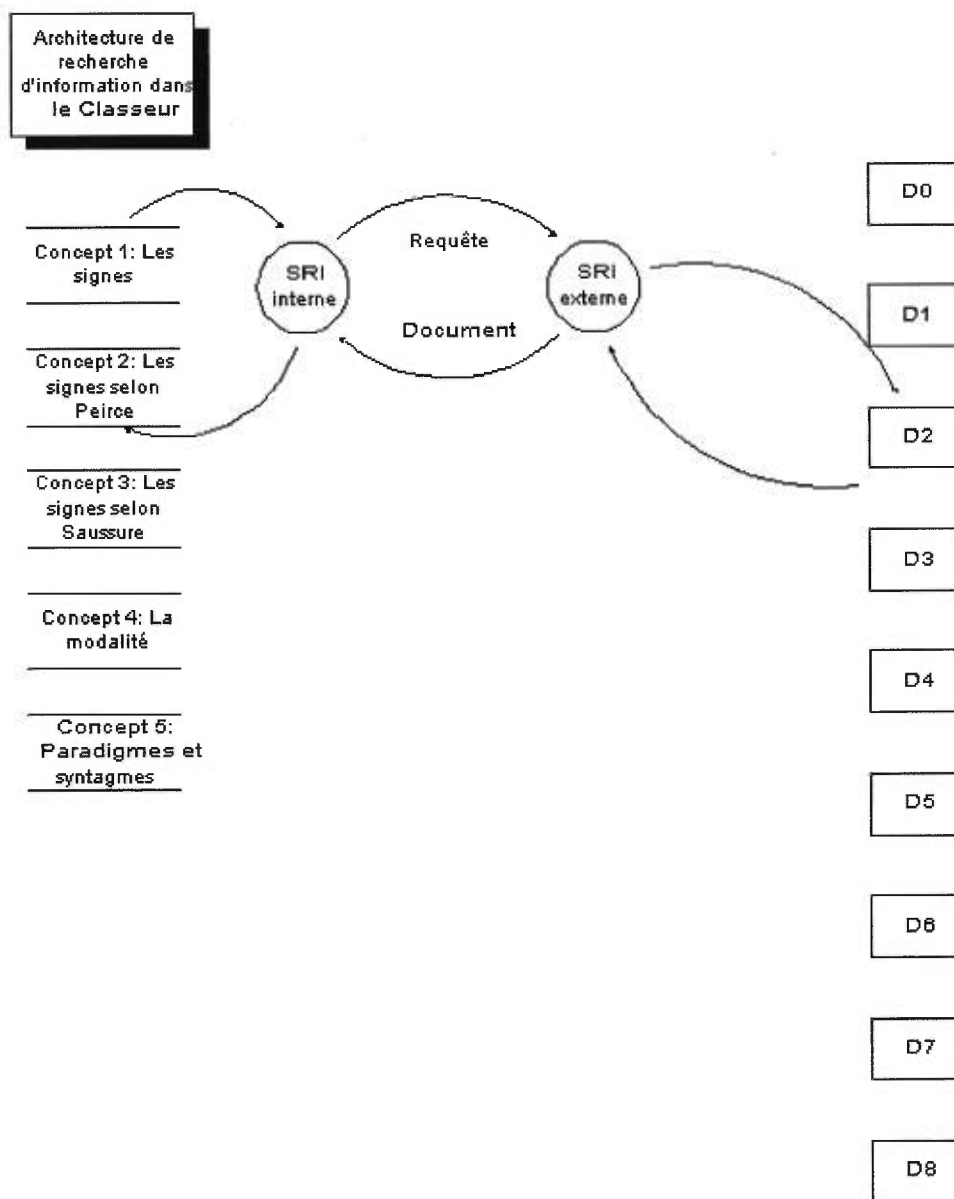 Architecture de
recherche
d'information dans
le Classeur
Concept 1: Les
signes
Concept 2: Les
signes selon
Peirce
Concept 3: Les
signes selon
Saussure
Concept 4: La
modalité
Concept 5:
Paradigmes et
syntagmes
SRI
interne
Requête
Document
SRI
externe
D0
D1
D2
D3
D4
D5
D6
D7
D8